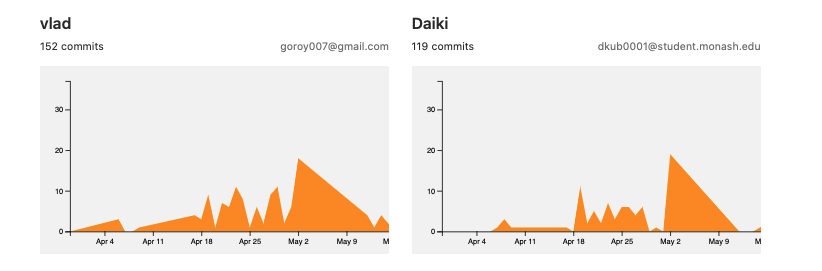 vlad
152 commits goroy007@gmail.com
30
20
10
0
Apr 4 Apr 11 Apr 18 Apr 25 May 2 May 9 M
Daiki
119 commits dkub0001@student.monash.edu
30
20
10
0
Apr 4 Apr 11 Apr 18 Apr 25 May 2 May 9 M